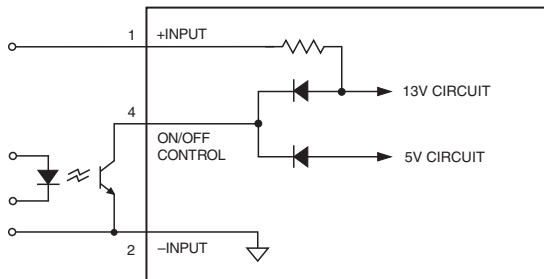 1 +INPUT
13V CIRCUIT
4
ON/OFF
CONTROL
5V CIRCUIT
2 –INPUT